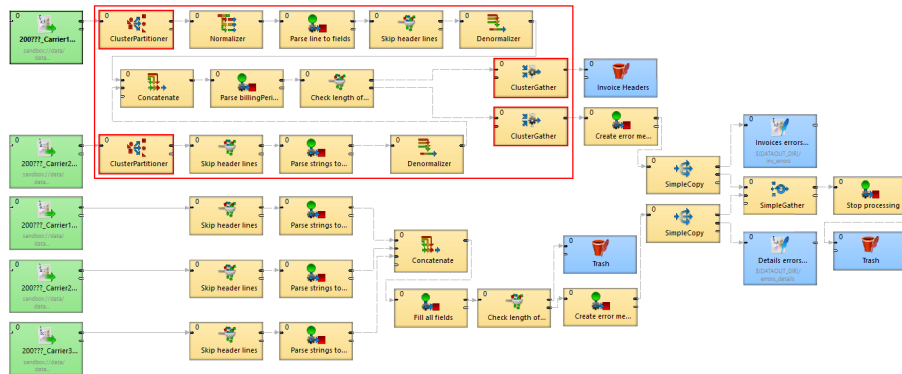 0 0 0 0 0 0
200???_Carrier1... ClusterPartitioner Normalizer Parse line to fields Skip header lines Denormalizer
sandbox://data/
data...
0 0 0 0 0
Concatenate Parse billingPeri... Check length of... ClusterGather Invoice Headers
0 0 0
ClusterGather Create error me... Invoices errors...
0 0 0 0 0
200???_Carrier2... ClusterPartitioner Skip header lines Parse strings to... Denormalizer
sandbox://data/
data...
0 0 0
SimpleCopy SimpleGather Stop processing
0 0 0
200???_Carrier1... Skip header lines Parse strings to...
sandbox://data/
data...
0 0 0 0
SimpleCopy Concatenate Trash Details errors...
0
Trash
0 0 0
200???_Carrier2... Skip header lines Parse strings to...
sandbox://data/
data...
0 0 0
Fill all fields Check length of... Create error me...
0 0 0
200???_Carrier3... Skip header lines Parse strings to...
sandbox://data/
data...